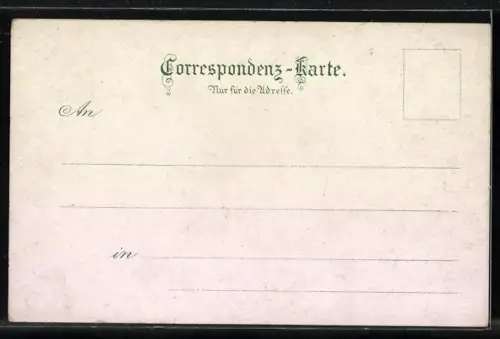 Correspondenz-Karte.
Nur für die Adresse.
An
in